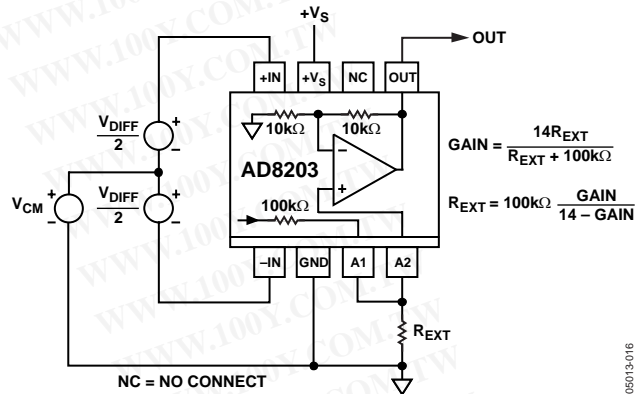 +VS
OUT
+IN
+VS
NC
OUT
10kΩ
10kΩ
VDIFF
2
+
−
−
+
AD8203
100kΩ
GAIN = 14REXT / REXT + 100kΩ
REXT = 100kΩ GAIN / 14 – GAIN
VCM
+
−
VDIFF
2
+
−
−IN
GND
A1
A2
REXT
NC = NO CONNECT
05013-016
WWW.100Y.COM.TW